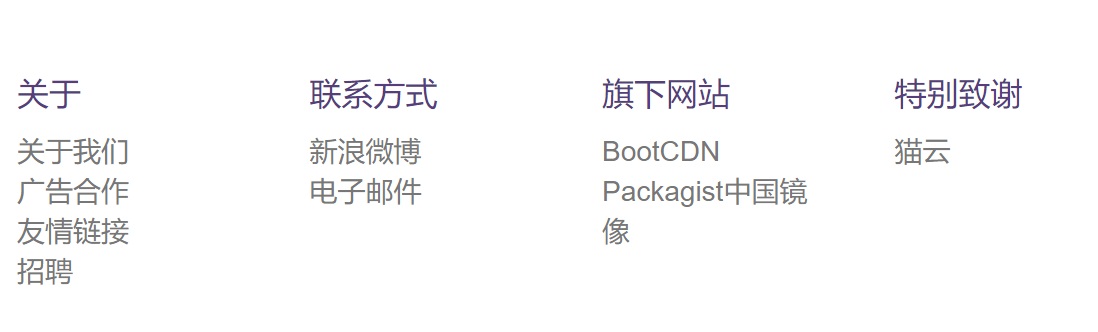 关于
关于我们
广告合作
友情链接
招聘
联系方式
新浪微博
电子邮件
旗下网站
BootCDN
Packagist中国镜
像
特别致谢
猫云